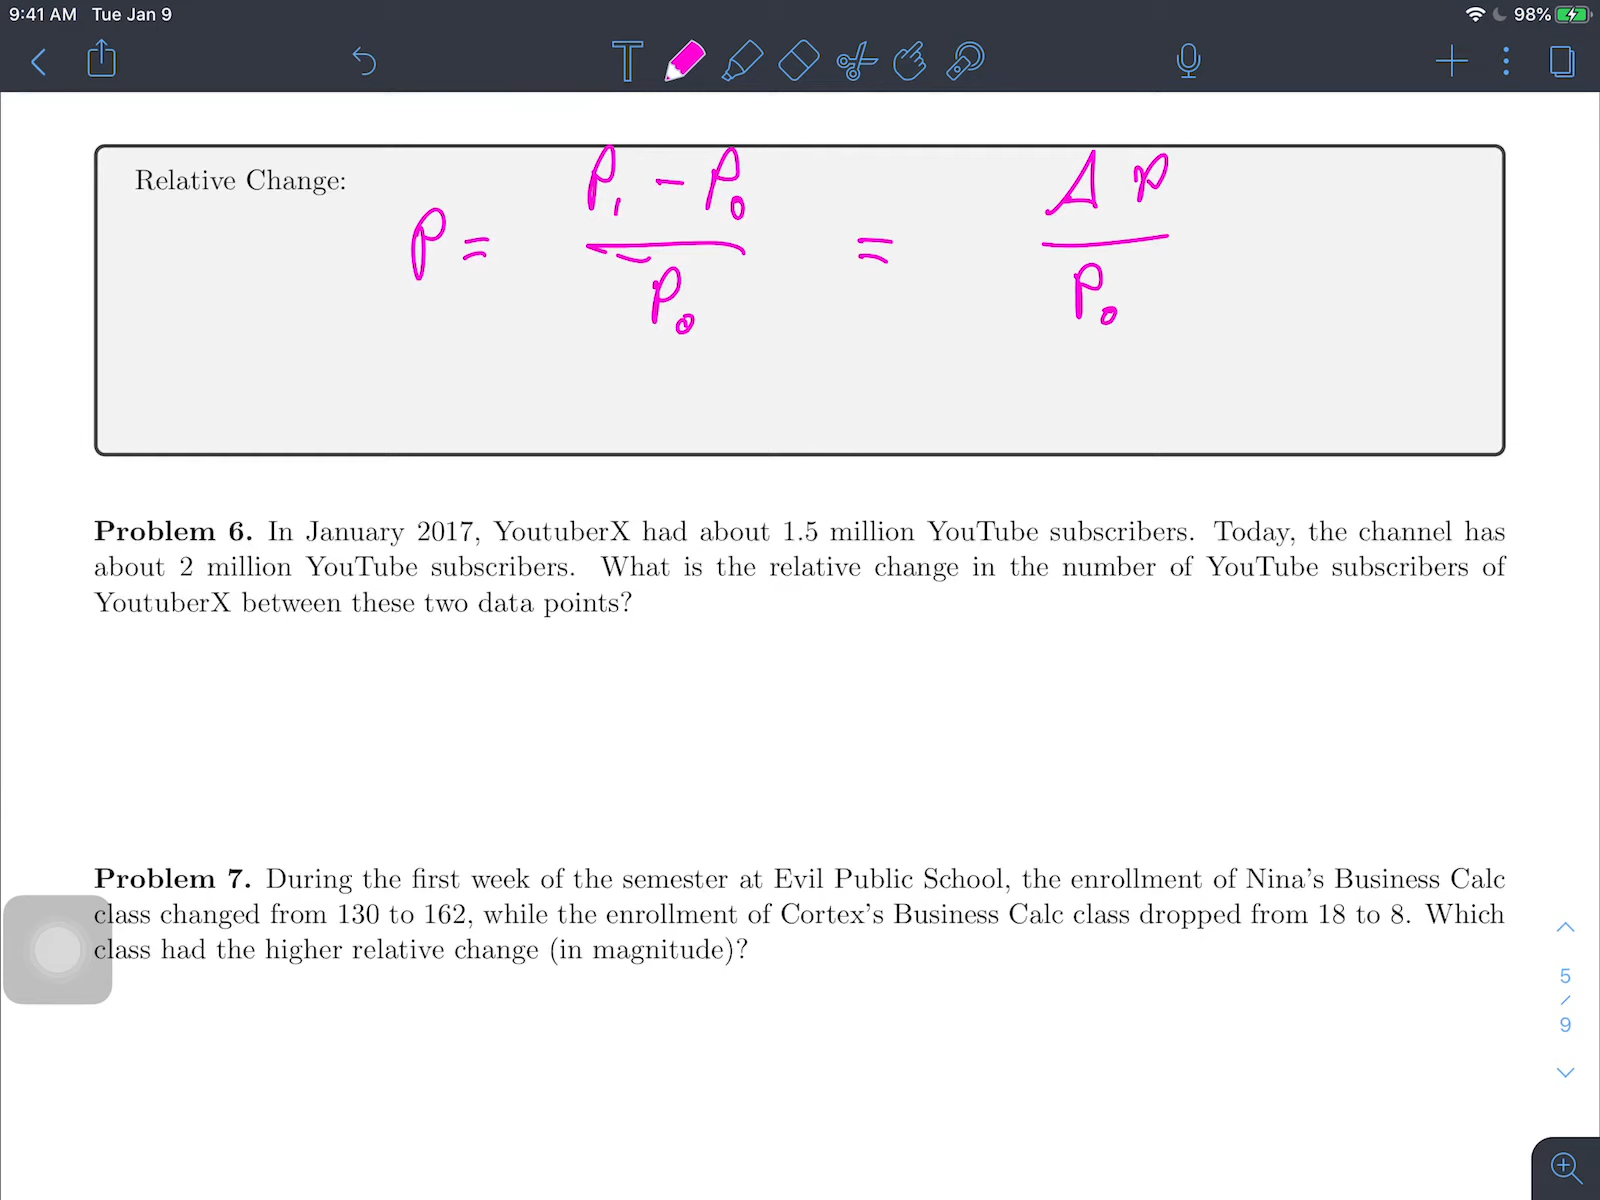 9:41 AM Tue Jan 9
98%
T
Relative Change:
P = P₁ - P₀ / P₀ = Δ P / P₀
Problem 6. In January 2017, YoutuberX had about 1.5 million YouTube subscribers. Today, the channel has
about 2 million YouTube subscribers. What is the relative change in the number of YouTube subscribers of
YoutuberX between these two data points?
Problem 7. During the first week of the semester at Evil Public School, the enrollment of Nina's Business Calc
class changed from 130 to 162, while the enrollment of Cortex's Business Calc class dropped from 18 to 8. Which
class had the higher relative change (in magnitude)?
5
/
9